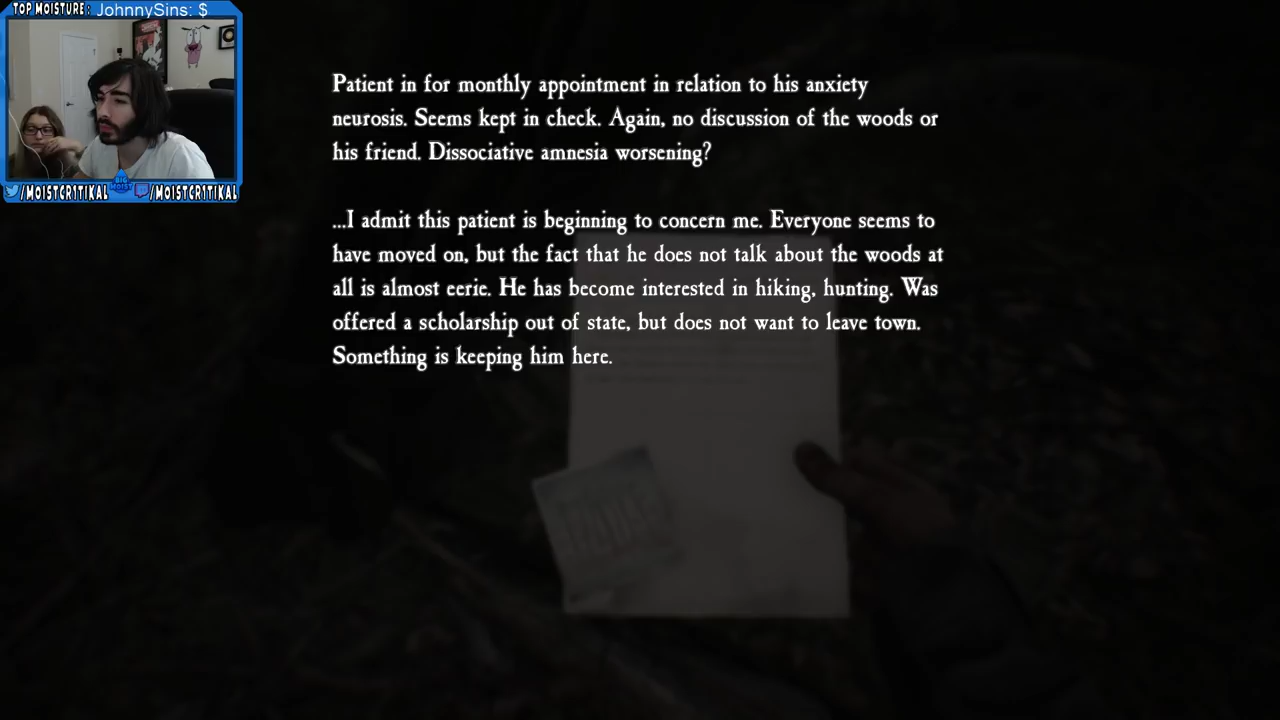 TOP MOISTURE : JohnnySins: $
Patient in for monthly appointment in relation to his anxiety
neurosis. Seems kept in check. Again, no discussion of the woods or
his friend. Dissociative amnesia worsening?
...I admit this patient is beginning to concern me. Everyone seems to
have moved on, but the fact that he does not talk about the woods at
all is almost eerie. He has become interested in hiking, hunting. Was
offered a scholarship out of state, but does not want to leave town.
Something is keeping him here.
BIG
MOIST
/MOISTCR1TIKAL /MOISTCR1TIKAL